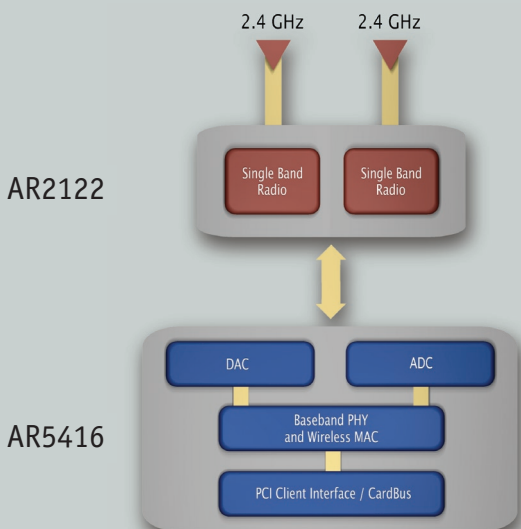 2.4 GHz
2.4 GHz
AR2122
Single Band
Radio
Single Band
Radio
AR5416
DAC
ADC
Baseband PHY
and Wireless MAC
PCI Client Interface / CardBus